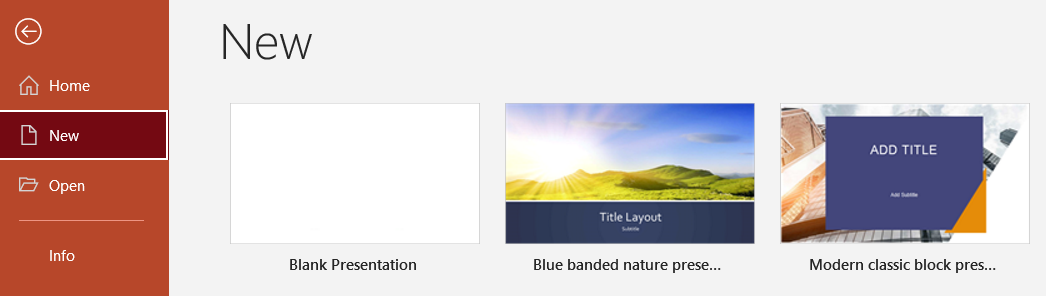 New
Home
New
Open
Info
Title Layout
Subtitle
ADD TITLE
Add Subtitle
Blank Presentation
Blue banded nature prese...
Modern classic block pres...